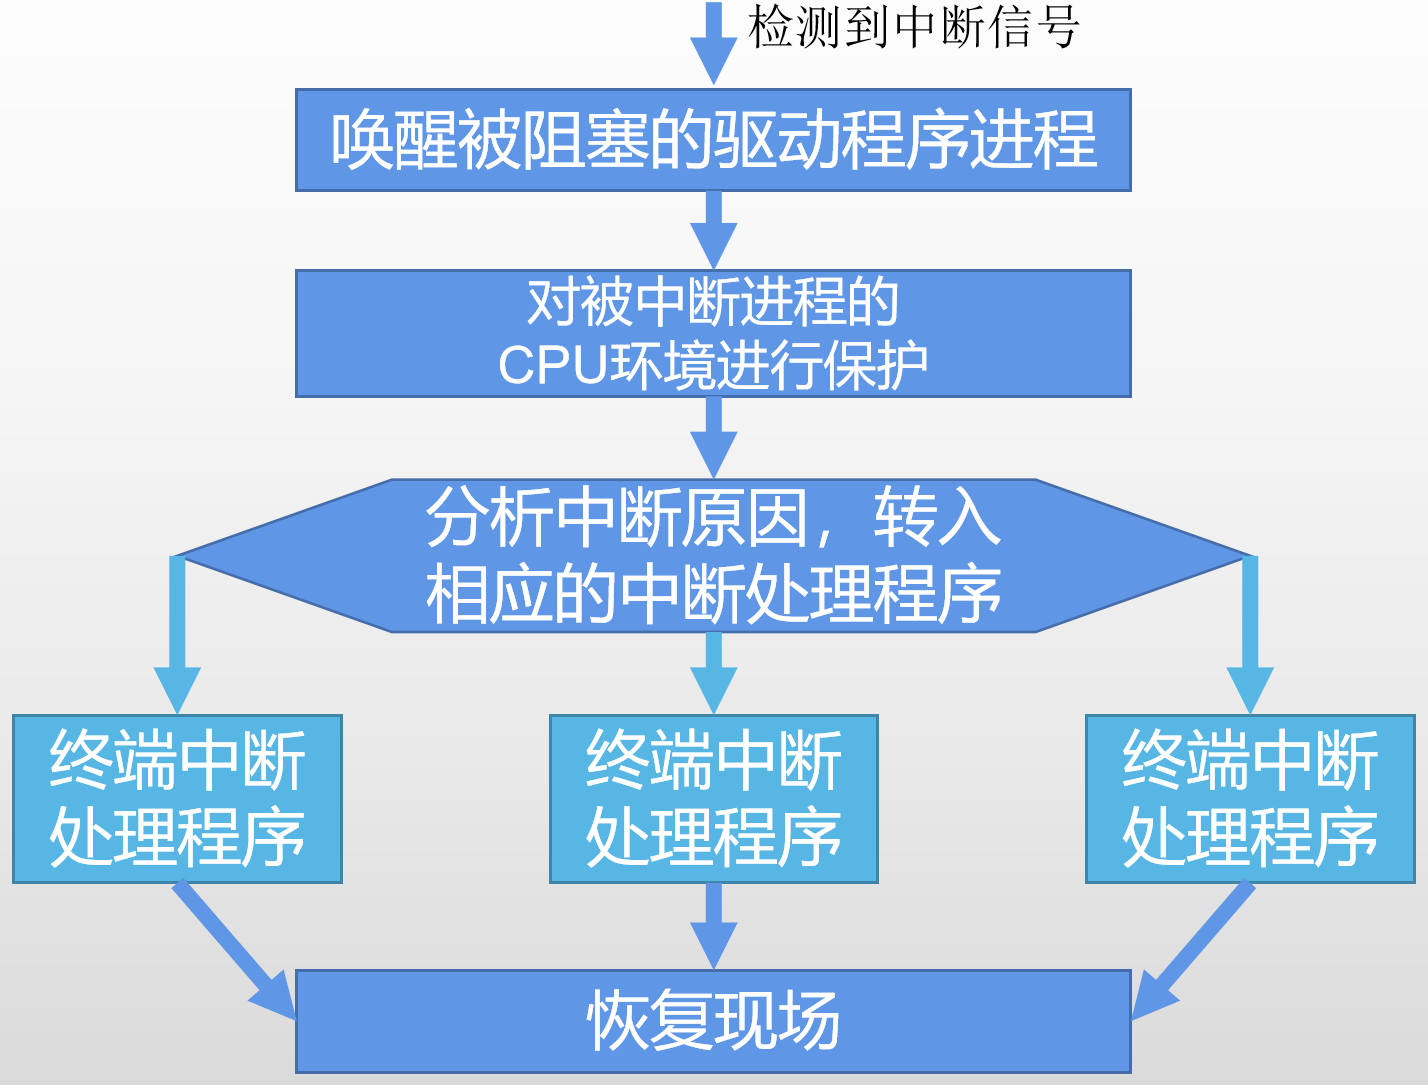 检测到中断信号
唤醒被阻塞的驱动程序进程
对被中断进程的
CPU环境进行保护
分析中断原因，转入
相应的中断处理程序
终端中断
处理程序
终端中断
处理程序
终端中断
处理程序
恢复现场